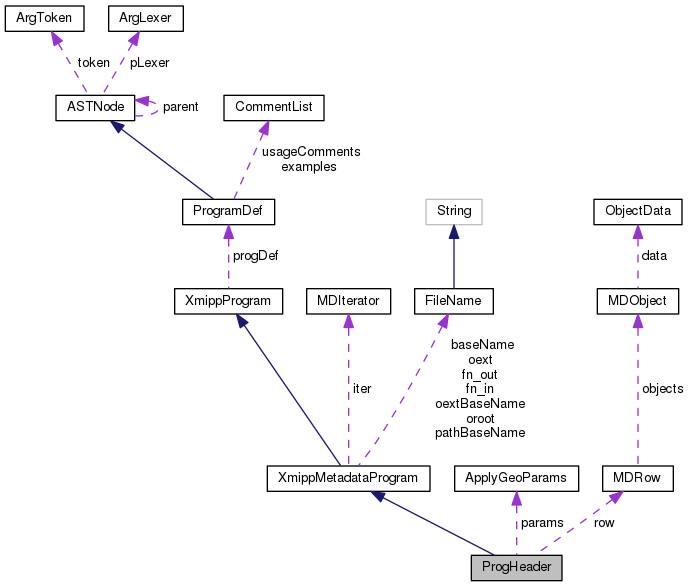 ArgToken
ArgLexer
token
pLexer
ASTNode
parent
CommentList
usageComments
examples
ProgramDef
String
ObjectData
progDef
data
XmippProgram
MDIterator
FileName
MDObject
baseName
oext
fn_out
fn_in
oextBaseName
oroot
pathBaseName
iter
objects
XmippMetadataProgram
ApplyGeoParams
MDRow
params
row
ProgHeader